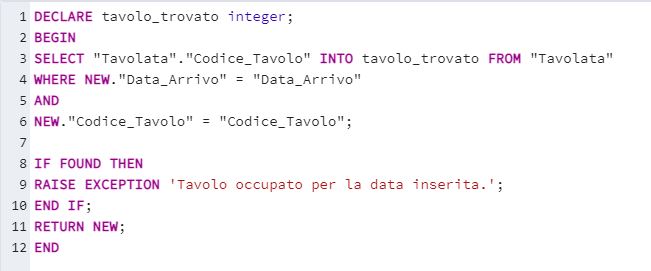 1 DECLARE tavolo_trovato integer;
2 BEGIN
3 SELECT "Tavolata"."Codice_Tavolo" INTO tavolo_trovato FROM "Tavolata"
4 WHERE NEW."Data_Arrivo" = "Data_Arrivo"
5 AND
6 NEW."Codice_Tavolo" = "Codice_Tavolo";
7
8 IF FOUND THEN
9 RAISE EXCEPTION 'Tavolo occupato per la data inserita.';
10 END IF;
11 RETURN NEW;
12 END